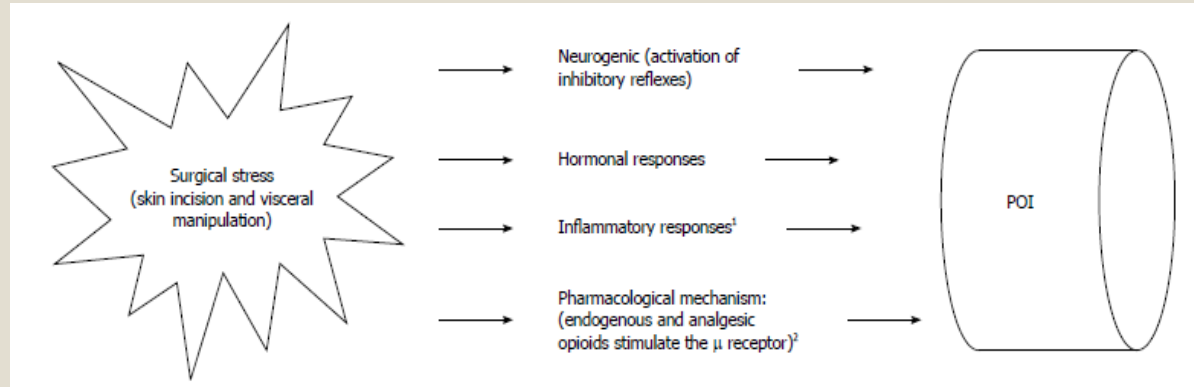 Surgical stress
(skin incision and visceral
manipulation)
Neurogenic (activation of
inhibitory reflexes)
Hormonal responses
Inflammatory responses¹
Pharmacological mechanism:
(endogenous and analgesic
opioids stimulate the µ receptor)²
POI